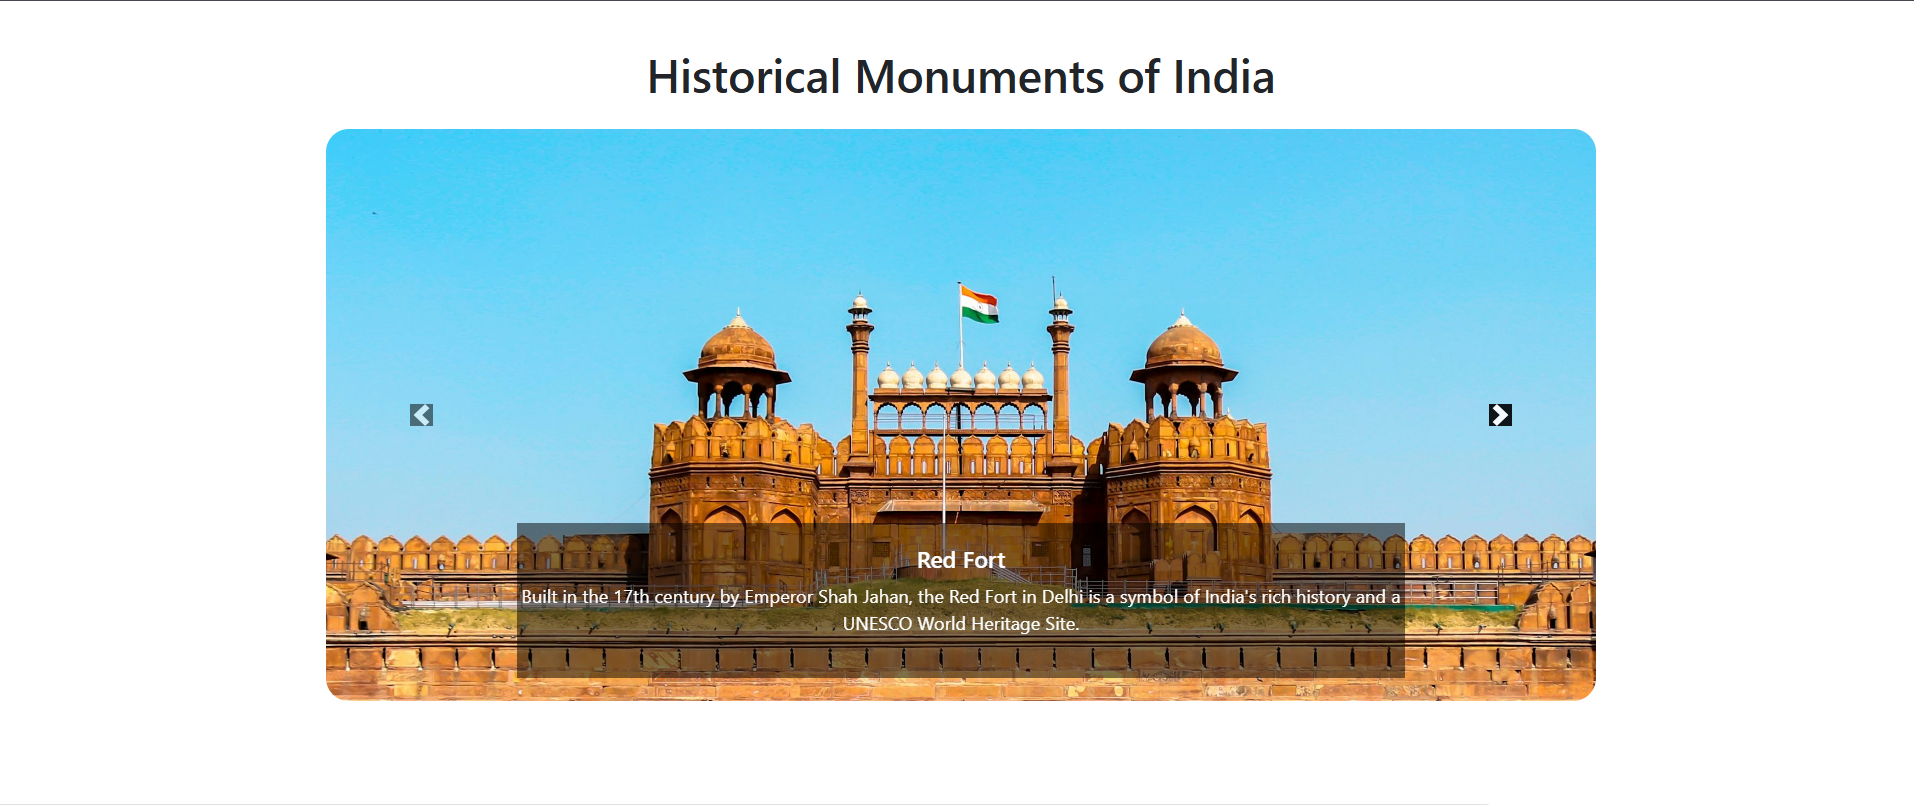 Historical Monuments of India
Red Fort
Built in the 17th century by Emperor Shah Jahan, the Red Fort in Delhi is a symbol of India's rich history and a
UNESCO World Heritage Site.